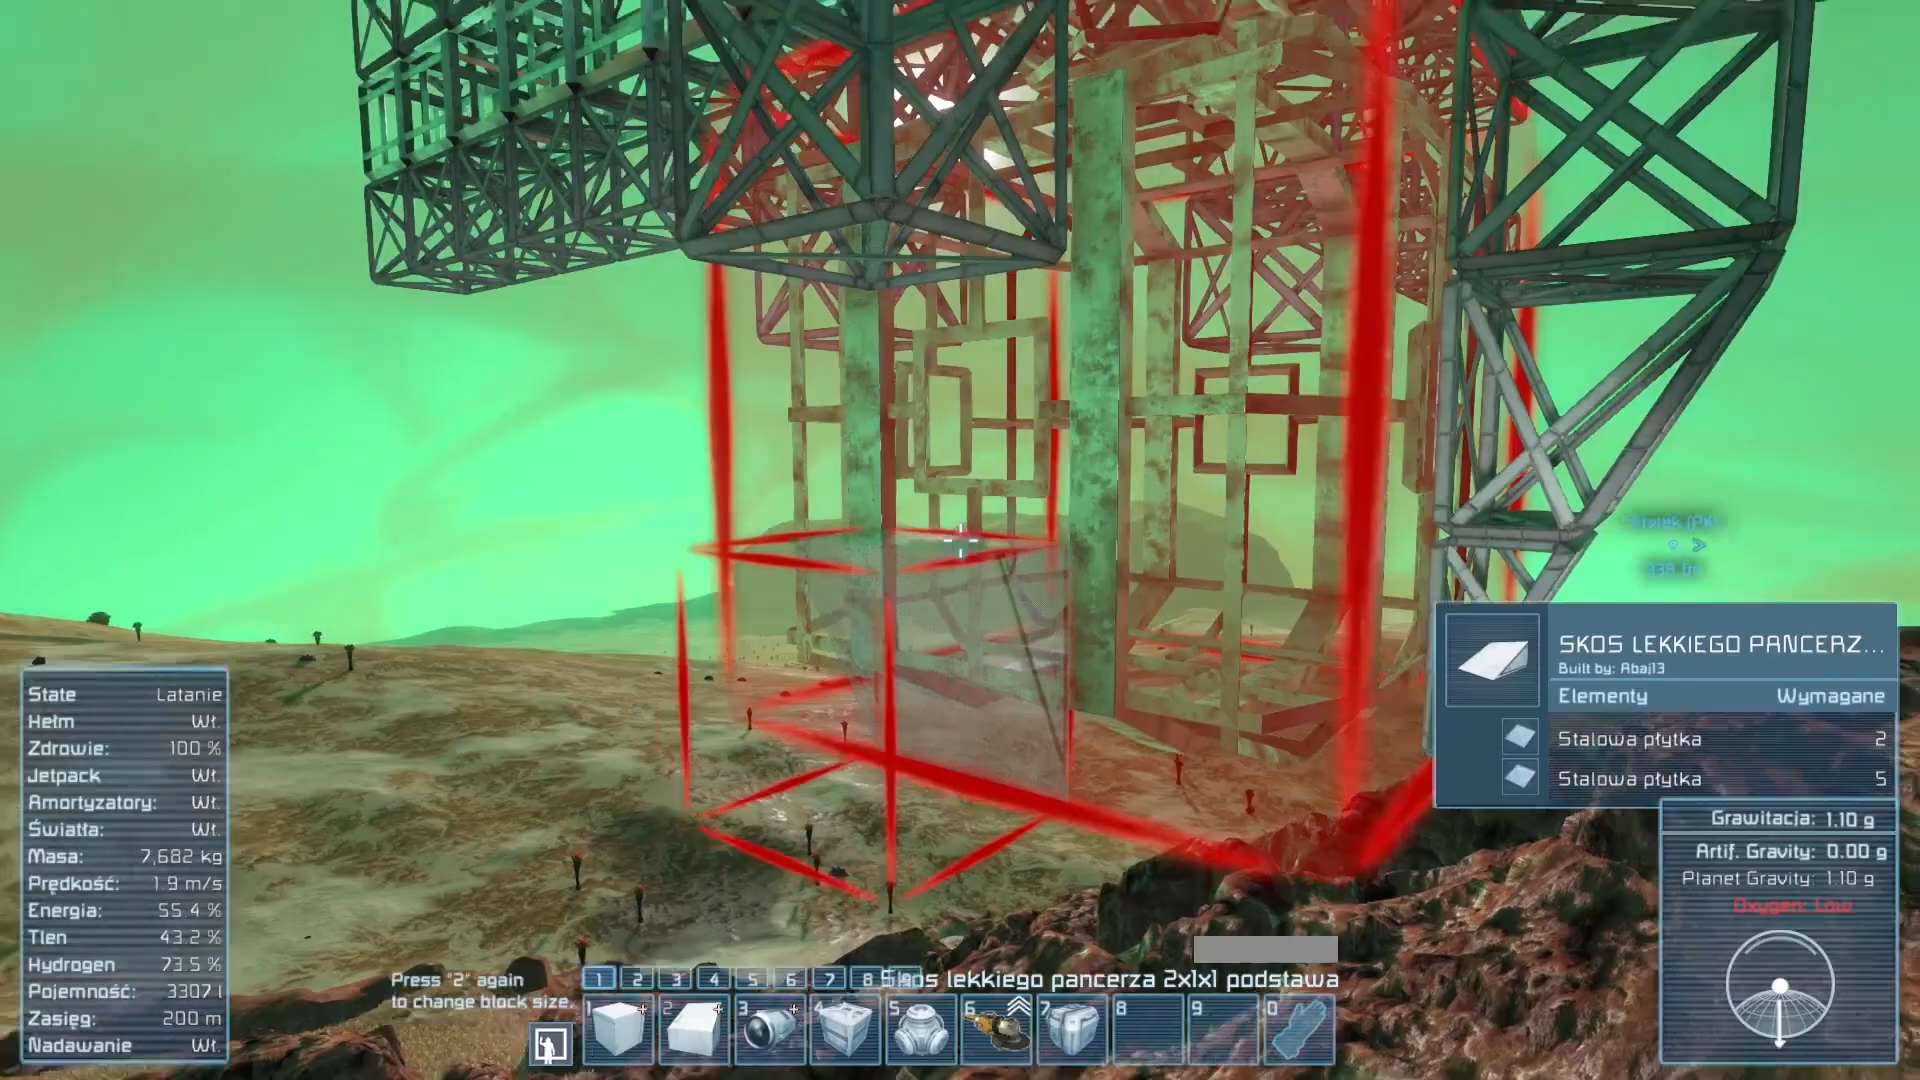 SKOS LEKKIEGO PANCERZ...
Built by: Abaj13
Elementy Wymagane
Stalowa płytka 2
Stalowa płytka 5
State Latanie
Hełm Wł.
Zdrowie: 100 %
Jetpack Wł.
Amortyzatory: Wł.
Światła: Wł.
Masa: 7,682 kg
Prędkość: 1.9 m/s
Energia: 55.4 %
Tlen 43.2 %
Hydrogen 73.5 %
Pojemność: 3307 l
Zasięg: 200 m
Nadawanie Wł.
Grawitacja: 1.10 g
Artif. Gravity: 0.00 g
Planet Gravity: 1.10 g
Oxygen: Low
Press "2" again
to change block size.
1 2 3 4 5 6 7 8
Skos lekkiego pancerza 2x1x1 podstawa
1 2 3 4 5 6 7 8 9 0